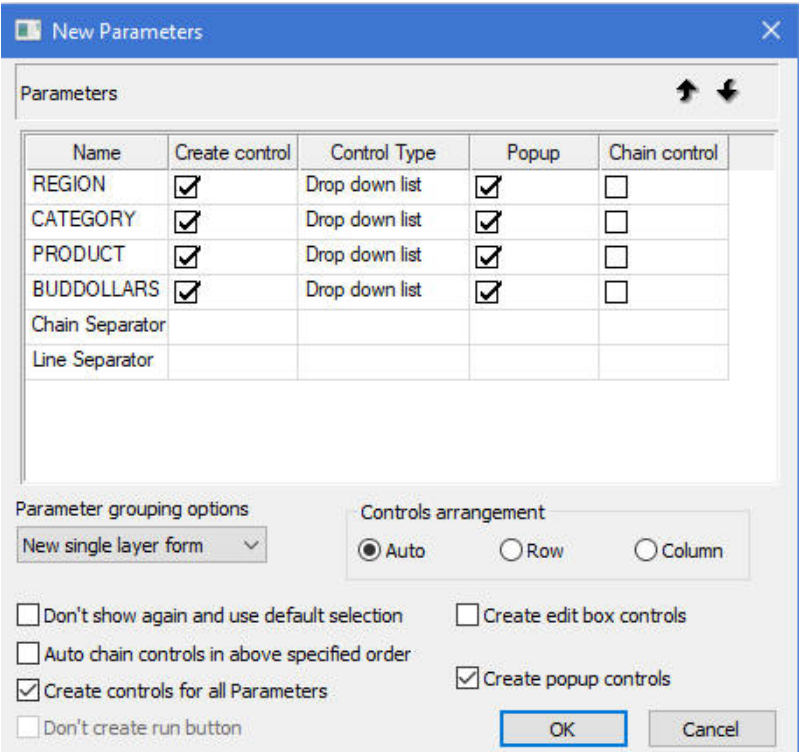 New Parameters
Parameters
Name Create control Control Type Popup Chain control
REGION Drop down list
CATEGORY Drop down list
PRODUCT Drop down list
BUDDOLLARS Drop down list
Chain Separator
Line Separator
Parameter grouping options
Controls arrangement
New single layer form
Auto Row Column
Don't show again and use default selection
Create edit box controls
Auto chain controls in above specified order
Create popup controls
Create controls for all Parameters
Don't create run button
OK Cancel